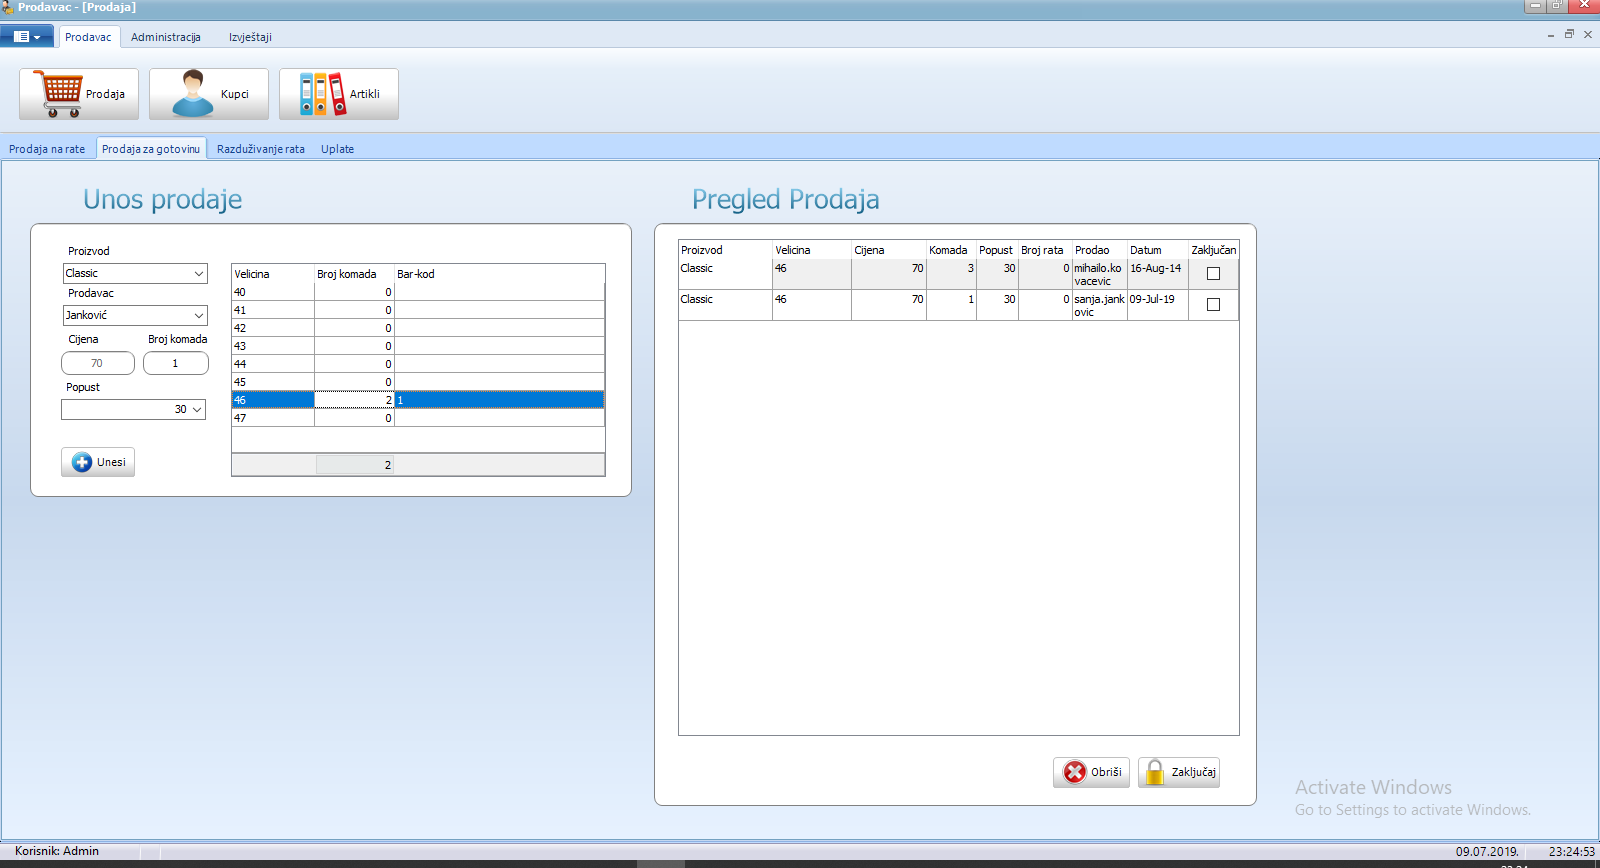 Prodavac - [Prodaja]
Prodavac Administracija Izvještaji
Prodaja Kupci Artikli
Prodaja na rate Prodaja za gotovinu Razduživanje rata Uplate
Unos prodaje
Proizvod
Classic
Prodavac
Janković
Cijena Broj komada
70 1
Popust
30
Unesi
Velicina Broj komada Bar-kod
40 0
41 0
42 0
43 0
44 0
45 0
46 2 1
47 0
2
Pregled Prodaja
Proizvod Velicina Cijena Komada Popust Broj rata Prodao Datum Zaključan
Classic 46 70 3 30 0 mihailo.ko 16-Aug-14
vacevic
Classic 46 70 1 30 0 sanja.jank 09-Jul-19
ovic
Obriši Zaključaj
Activate Windows
Go to Settings to activate Windows.
Korisnik: Admin 09.07.2019. 23:24:53